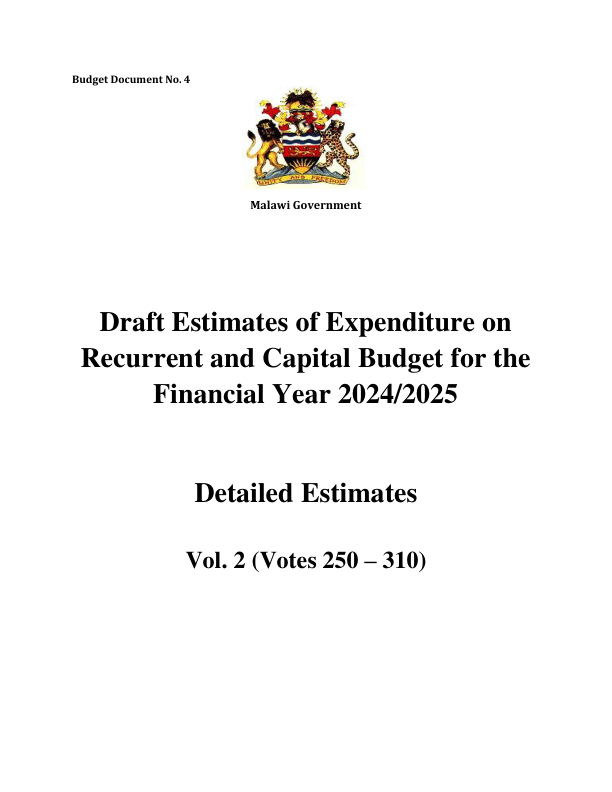 Budget Document No. 4
UNITY AND FREEDOM
Malawi Government
Draft Estimates of Expenditure on
Recurrent and Capital Budget for the
Financial Year 2024/2025
Detailed Estimates
Vol. 2 (Votes 250 – 310)